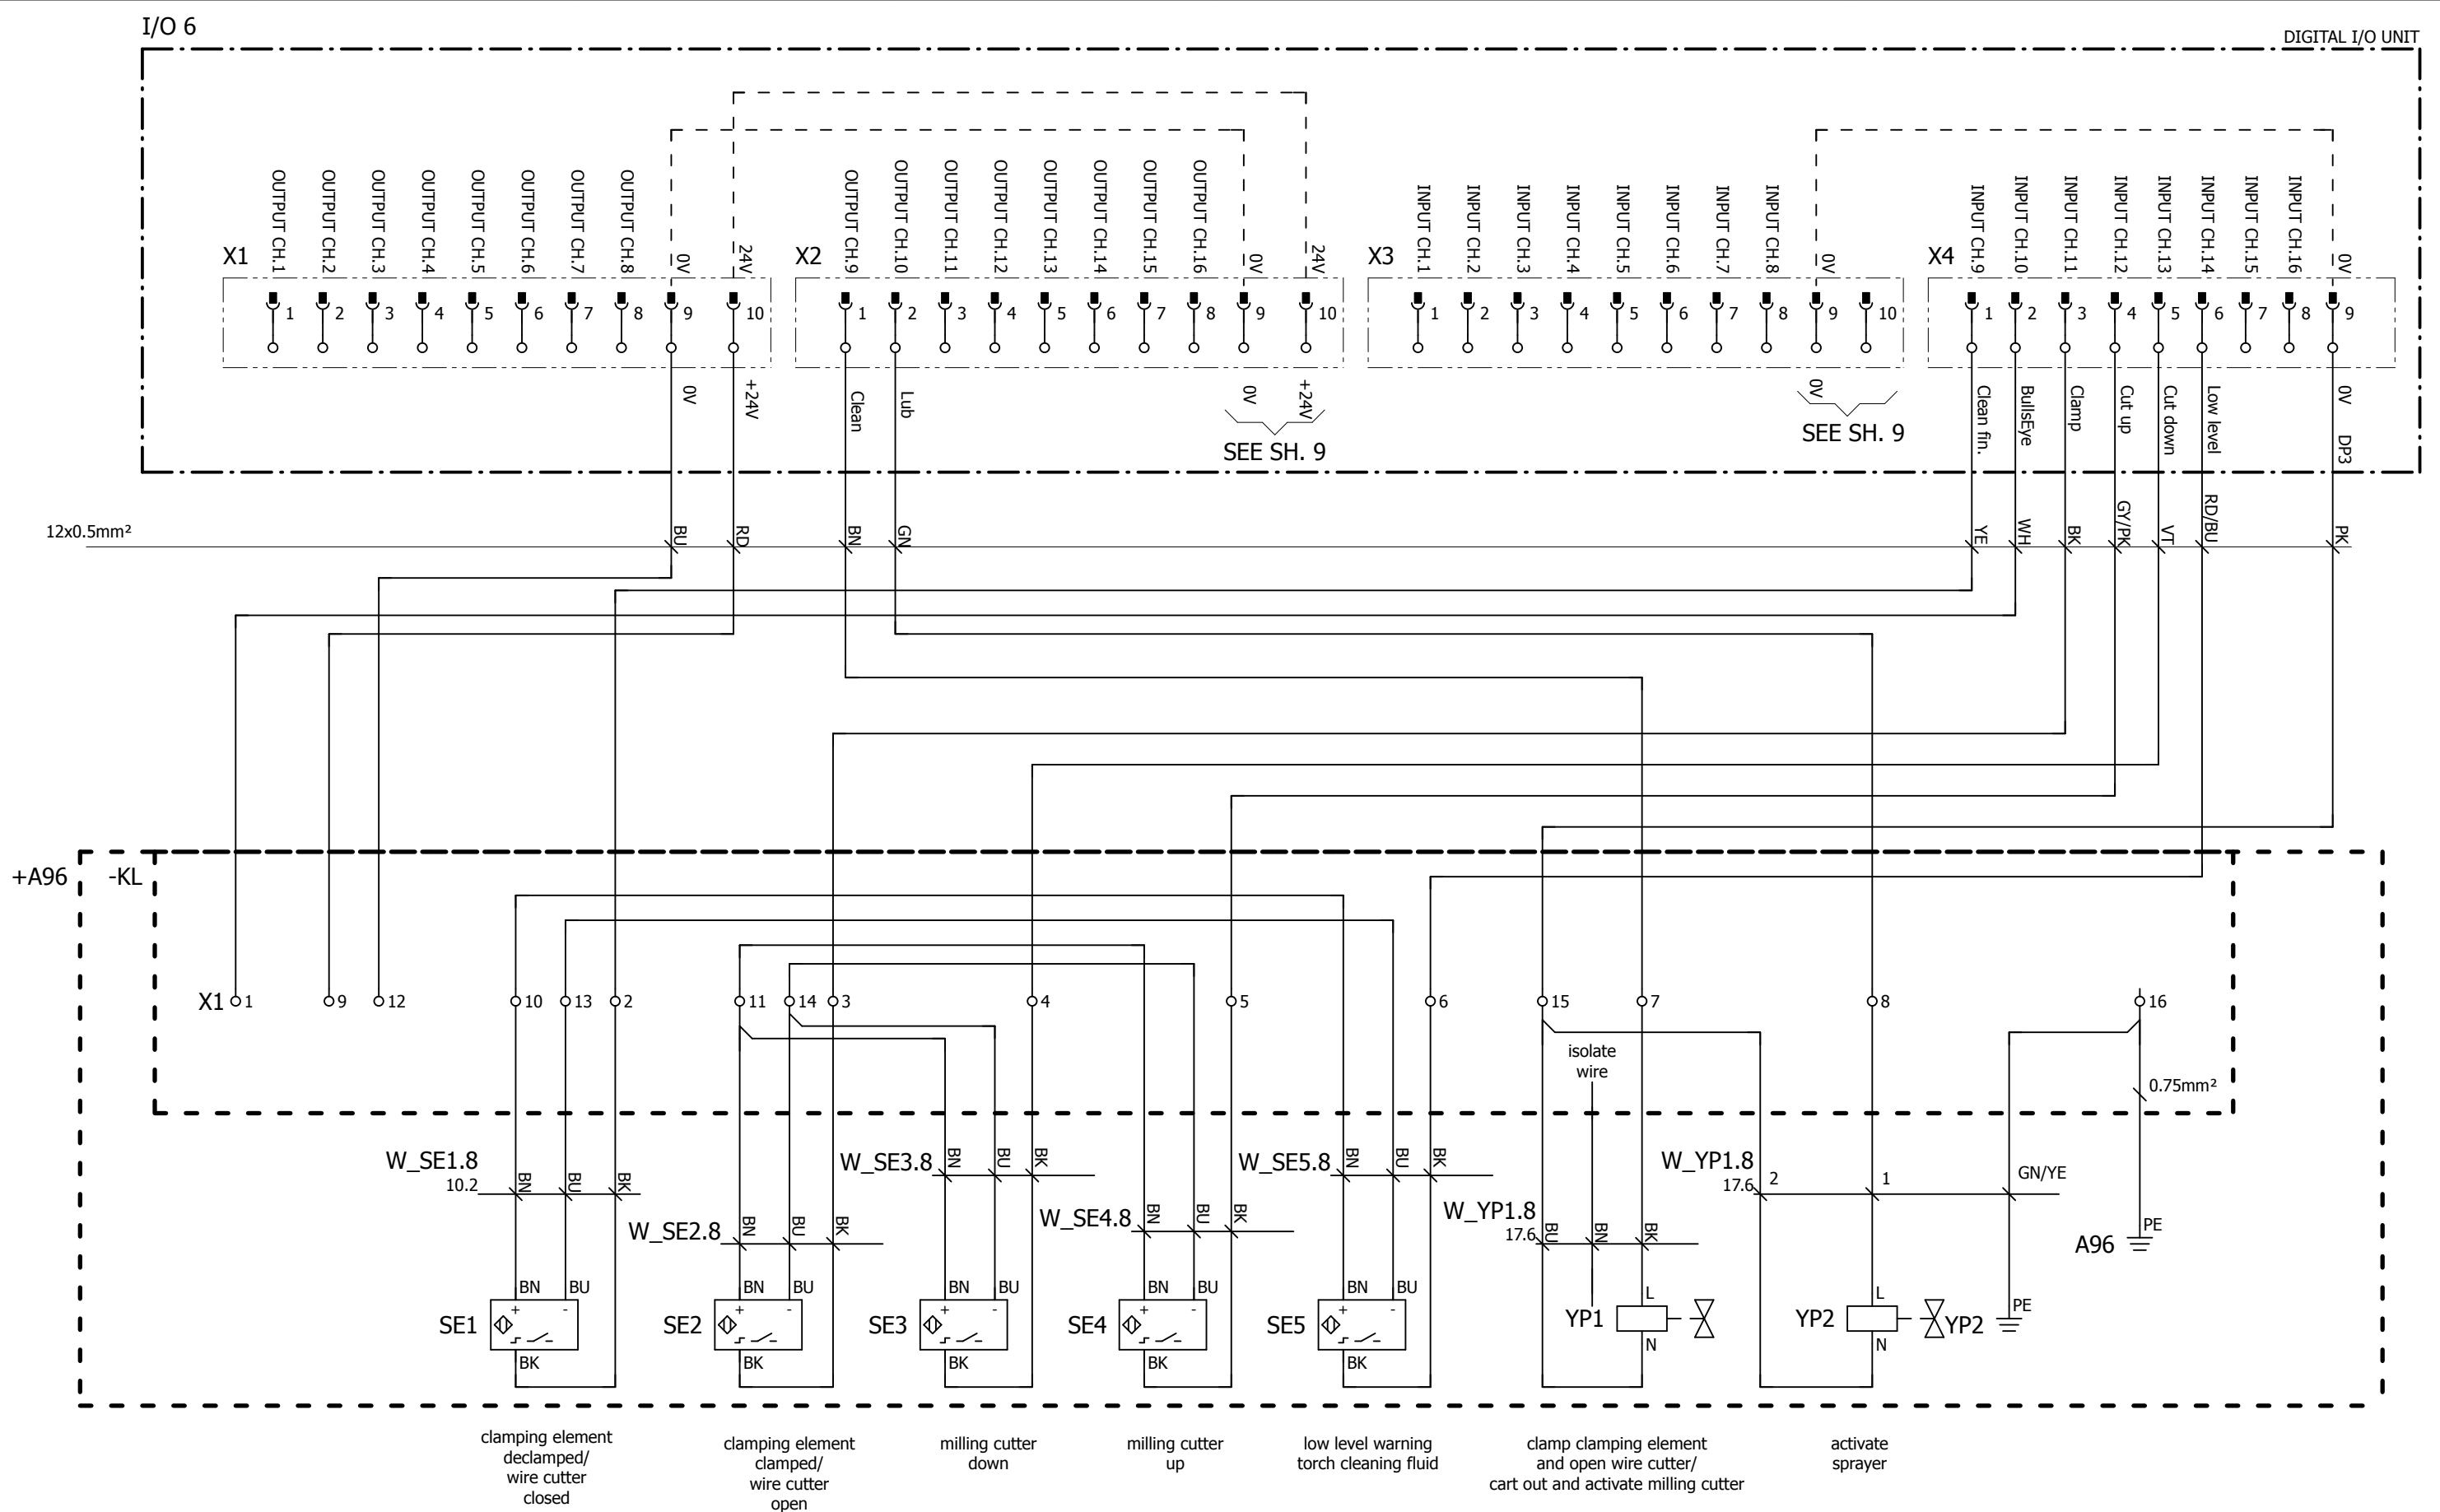 I/O 6
DIGITAL I/O UNIT
OUTPUT CH.1
OUTPUT CH.2
OUTPUT CH.3
OUTPUT CH.4
OUTPUT CH.5
OUTPUT CH.6
OUTPUT CH.7
OUTPUT CH.8
0V
24V
OUTPUT CH.9
OUTPUT CH.10
OUTPUT CH.11
OUTPUT CH.12
OUTPUT CH.13
OUTPUT CH.14
OUTPUT CH.15
OUTPUT CH.16
0V
24V
INPUT CH.1
INPUT CH.2
INPUT CH.3
INPUT CH.4
INPUT CH.5
INPUT CH.6
INPUT CH.7
INPUT CH.8
0V
INPUT CH.9
INPUT CH.10
INPUT CH.11
INPUT CH.12
INPUT CH.13
INPUT CH.14
INPUT CH.15
INPUT CH.16
0V
X1
1 2 3 4 5 6 7 8 9 10
X2
1 2 3 4 5 6 7 8 9 10
X3
1 2 3 4 5 6 7 8 9 10
X4
1 2 3 4 5 6 7 8 9
0V
+24V
Clean
Lub
0V
+24V
SEE SH. 9
0V
SEE SH. 9
Clean fin.
BullsEye
Clamp
Cut up
Cut down
Low level
0V DP3
12x0.5mm²
BU
RD
BN
GN
YE
WH
BK
GY/PK
VT
RD/BU
PK
+A96
-KL
X1 1 9 12 10 13 2 11 14 3 4 5 6 15 7 8 16
isolate
wire
0.75mm²
W_SE1.8
10.2
BN
BU
BK
W_SE2.8
BN
BU
BK
W_SE3.8
BN
BU
BK
W_SE4.8
BN
BU
BK
W_SE5.8
BN
BU
BK
W_YP1.8
17.6
BU
BN
BK
W_YP1.8
17.6
2
1
GN/YE
A96
PE
BN BU
SE1
+ -
BK
BN BU
SE2
+ -
BK
BN BU
SE3
+ -
BK
BN BU
SE4
+ -
BK
BN BU
SE5
+ -
BK
L
YP1
N
L
YP2
N
YP2
PE
clamping element
declamped/
wire cutter
closed
clamping element
clamped/
wire cutter
open
milling cutter
down
milling cutter
up
low level warning
torch cleaning fluid
clamp clamping element
and open wire cutter/
cart out and activate milling cutter
activate
sprayer